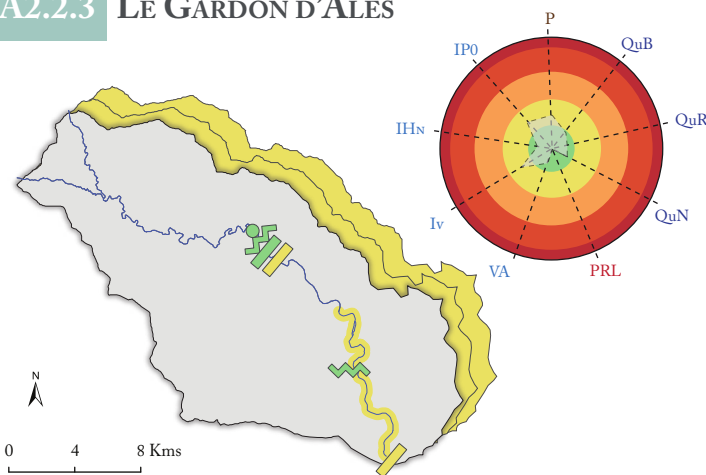 A2.2.3 LE GARDON D'ALÈS
P
IP0
QuB
IHN
QuR
IV
QuN
VA
PRL
N
0 4 8 Kms